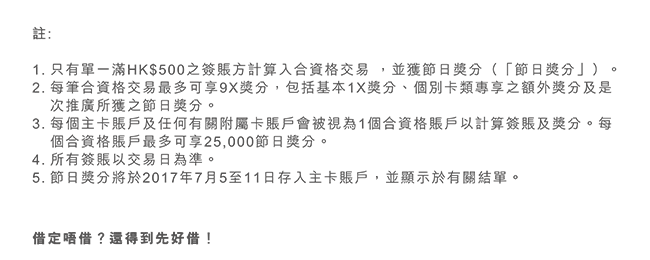 註:
1. 只有單一滿HK$500之簽賬方計算入合資格交易 ，並獲節日獎分（「節日獎分」）。
2. 每筆合資格交易最多可享9X獎分，包括基本1X獎分、個別卡類專享之額外獎分及是
次推廣所獲之節日獎分。
3. 每個主卡賬戶及任何有關附屬卡賬戶會被視為1個合資格賬戶以計算簽賬及獎分。每
個合資格賬戶最多可享25,000節日獎分。
4. 所有簽賬以交易日為準。
5. 節日獎分將於2017年7月5至11日存入主卡賬戶，並顯示於有關結單。
借定唔借？還得到先好借！